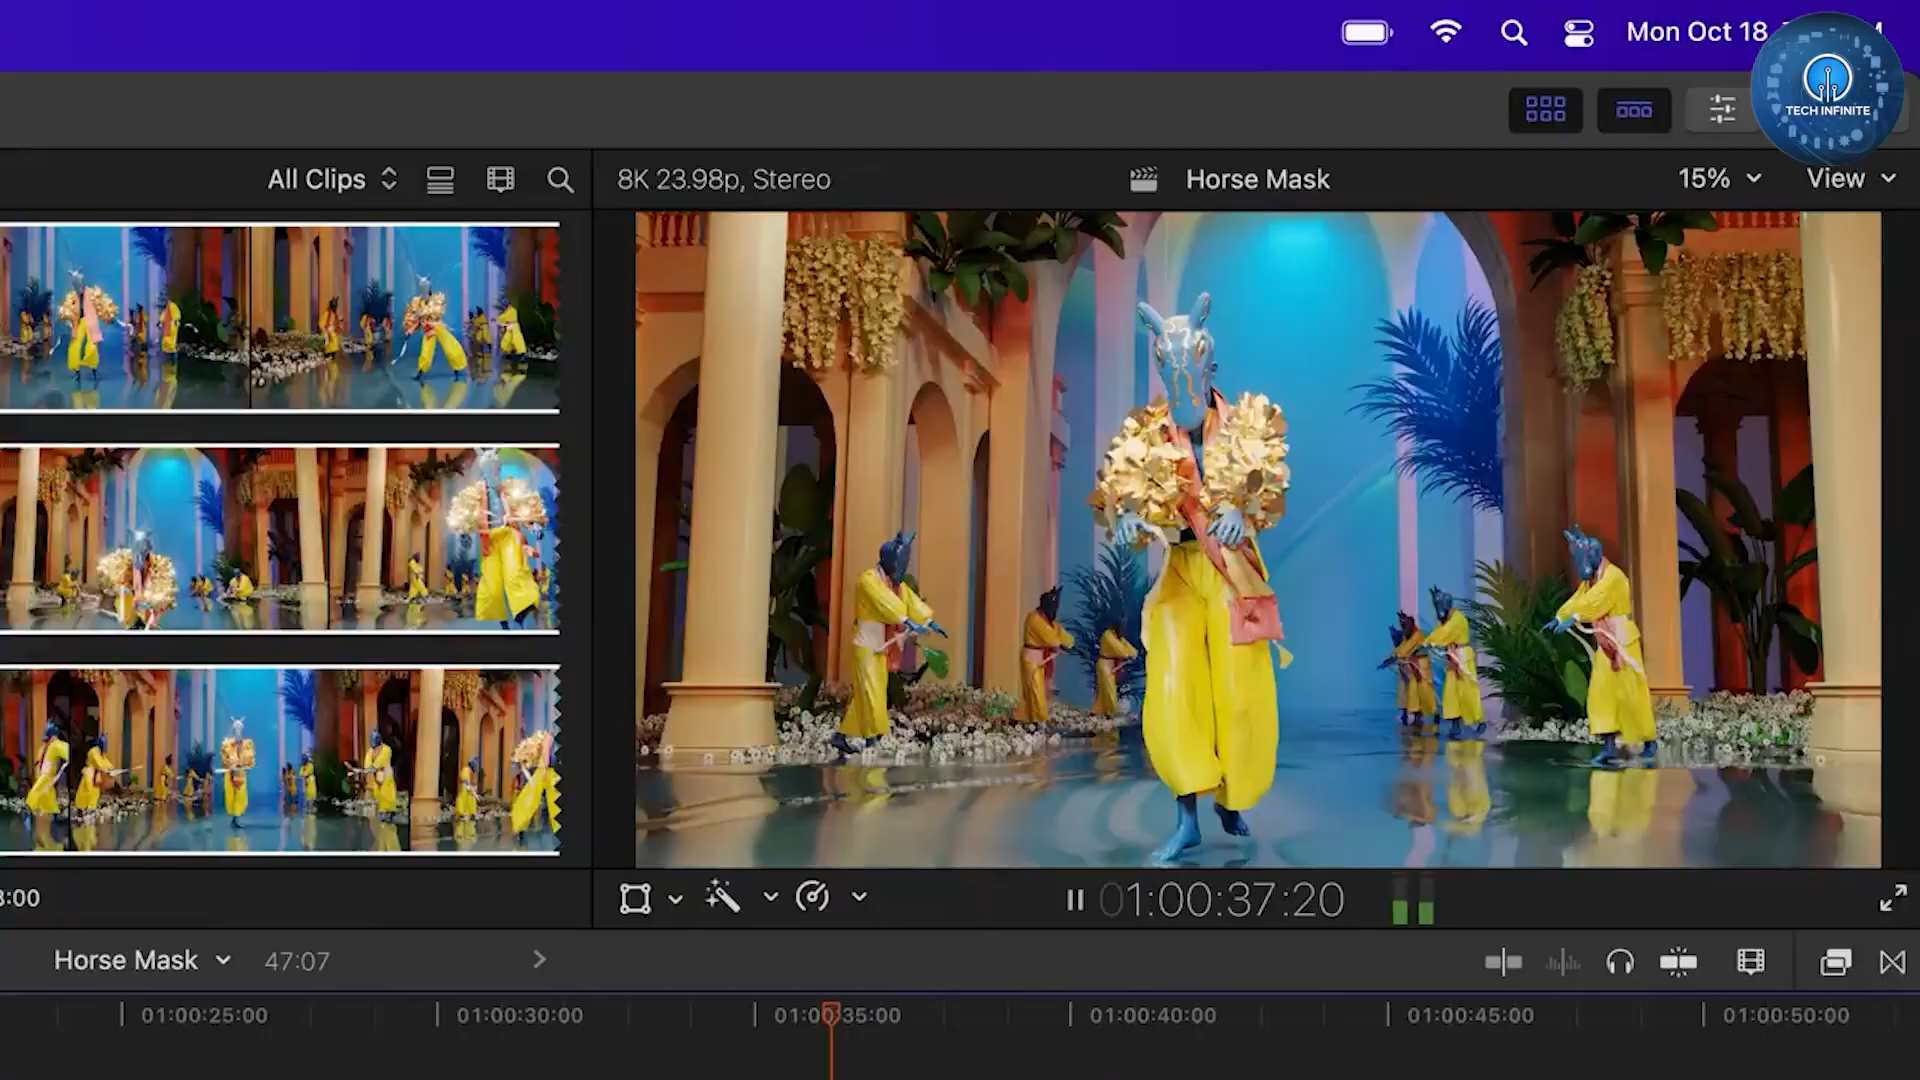 Mon Oct 18
TECH INFINITE
All Clips
8K 23.98p, Stereo
Horse Mask
15%
View
:00
01:00:37:20
Horse Mask
47:07
01:00:25:00
01:00:30:00
01:00:35:00
01:00:40:00
01:00:45:00
01:00:50:00